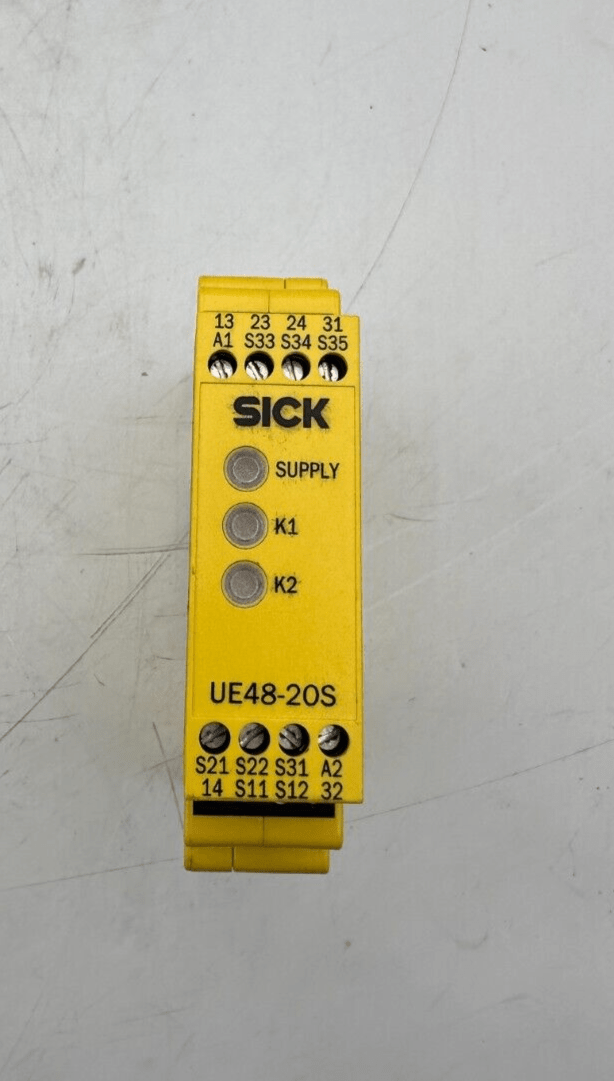 13 23 24 31
A1 S33 S34 S35
SICK
SUPPLY
K1
K2
UE48-2OS
S21 S22 S31 A2
14 S11 S12 32